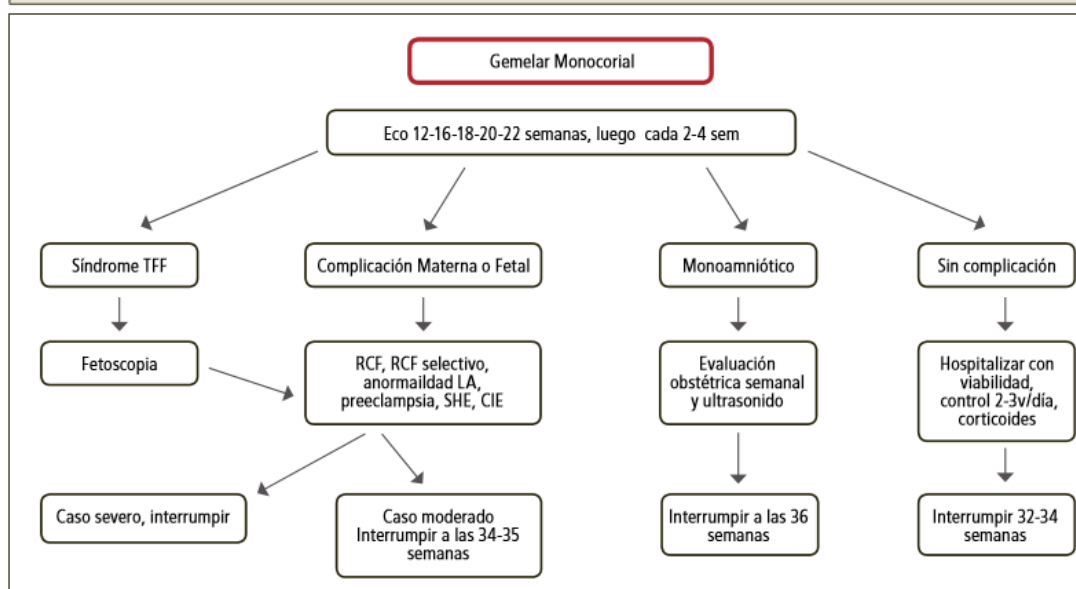 Gemelar Monocorial
Eco 12-16-18-20-22 semanas, luego cada 2-4 sem
Síndrome TFF
Complicación Materna o Fetal
Monoamniótico
Sin complicación
Fetoscopia
RCF, RCF selectivo,
anormaildad LA,
preeclampsia, SHE, CIE
Evaluación
obstétrica semanal
y ultrasonido
Hospitalizar con
viabilidad,
control 2-3v/día,
corticoides
Caso severo, interrumpir
Caso moderado
Interrumpir a las 34-35
semanas
Interrumpir a las 36
semanas
Interrumpir 32-34
semanas